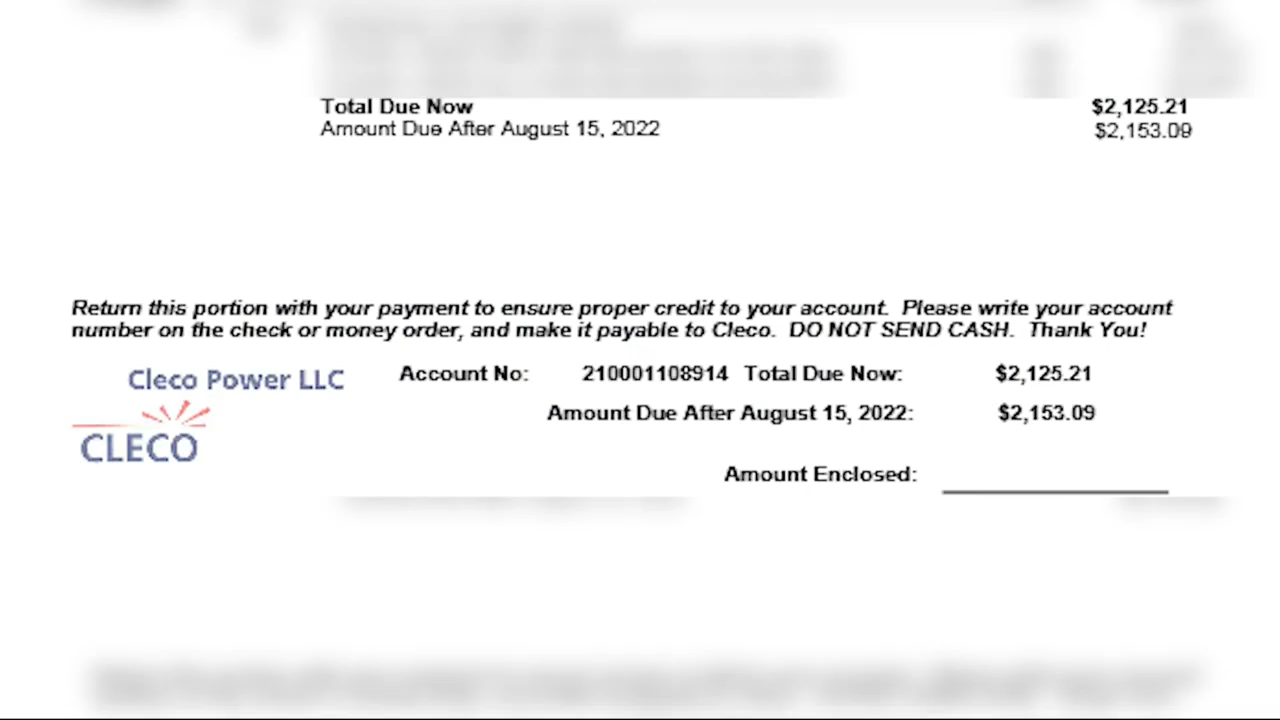 Total Due Now $2,125.21
Amount Due After August 15, 2022 $2,153.09
Return this portion with your payment to ensure proper credit to your account. Please write your account
number on the check or money order, and make it payable to Cleco. DO NOT SEND CASH. Thank You!
Cleco Power LLC Account No: 210001108914 Total Due Now: $2,125.21
Amount Due After August 15, 2022: $2,153.09
CLECO
Amount Enclosed: